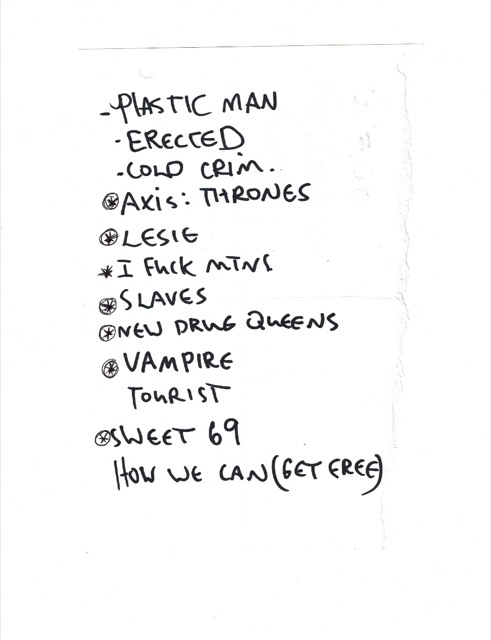 - PLASTIC MAN
- ERECTED
- COLD CRIM.
⊛ AXIS: THRONES
⊛ LESIE
* I FUCK MTNS
⊛ SLAVES
⊛ NEW DRUG QUEENS
⊛ VAMPIRE
TOURIST
⊛ SWEET 69
HOW WE CAN (GET FREE)